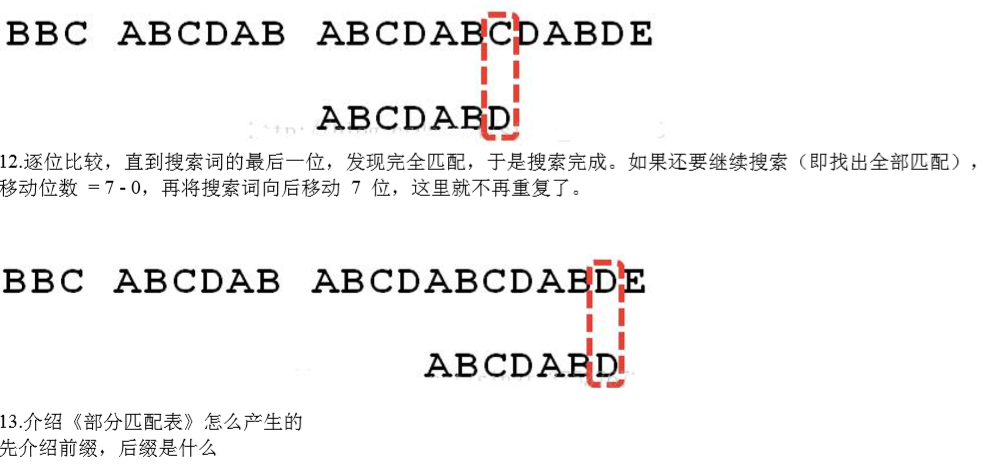 BBC ABCDAB ABCDABCDABDE
ABCDABD
12.逐位比较，直到搜索词的最后一位，发现完全匹配，于是搜索完成。如果还要继续搜索（即找出全部匹配），
移动位数 = 7 - 0，再将搜索词向后移动 7 位，这里就不再重复了。
BBC ABCDAB ABCDABCDABDE
ABCDABD
13.介绍《部分匹配表》怎么产生的
先介绍前缀，后缀是什么